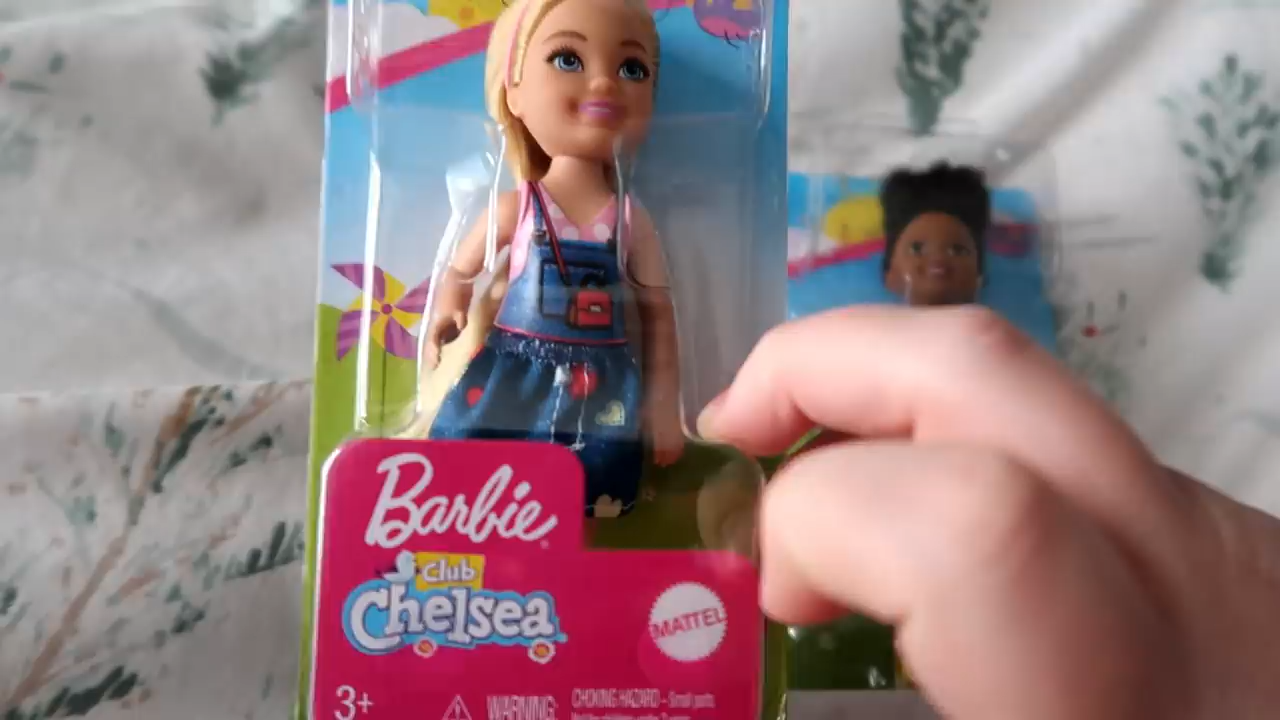 Barbie
Club
Chelsea
MATTEL
3+
WARNING:
CHOKING HAZARD - Small parts